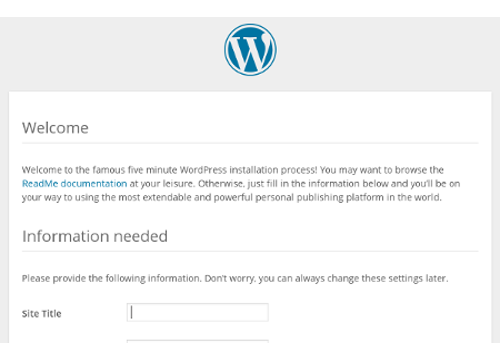 Welcome
Welcome to the famous five minute WordPress installation process! You may want to browse the
ReadMe documentation at your leisure. Otherwise, just fill in the information below and you'll be on
your way to using the most extendable and powerful personal publishing platform in the world.
Information needed
Please provide the following information. Don't worry, you can always change these settings later.
Site Title